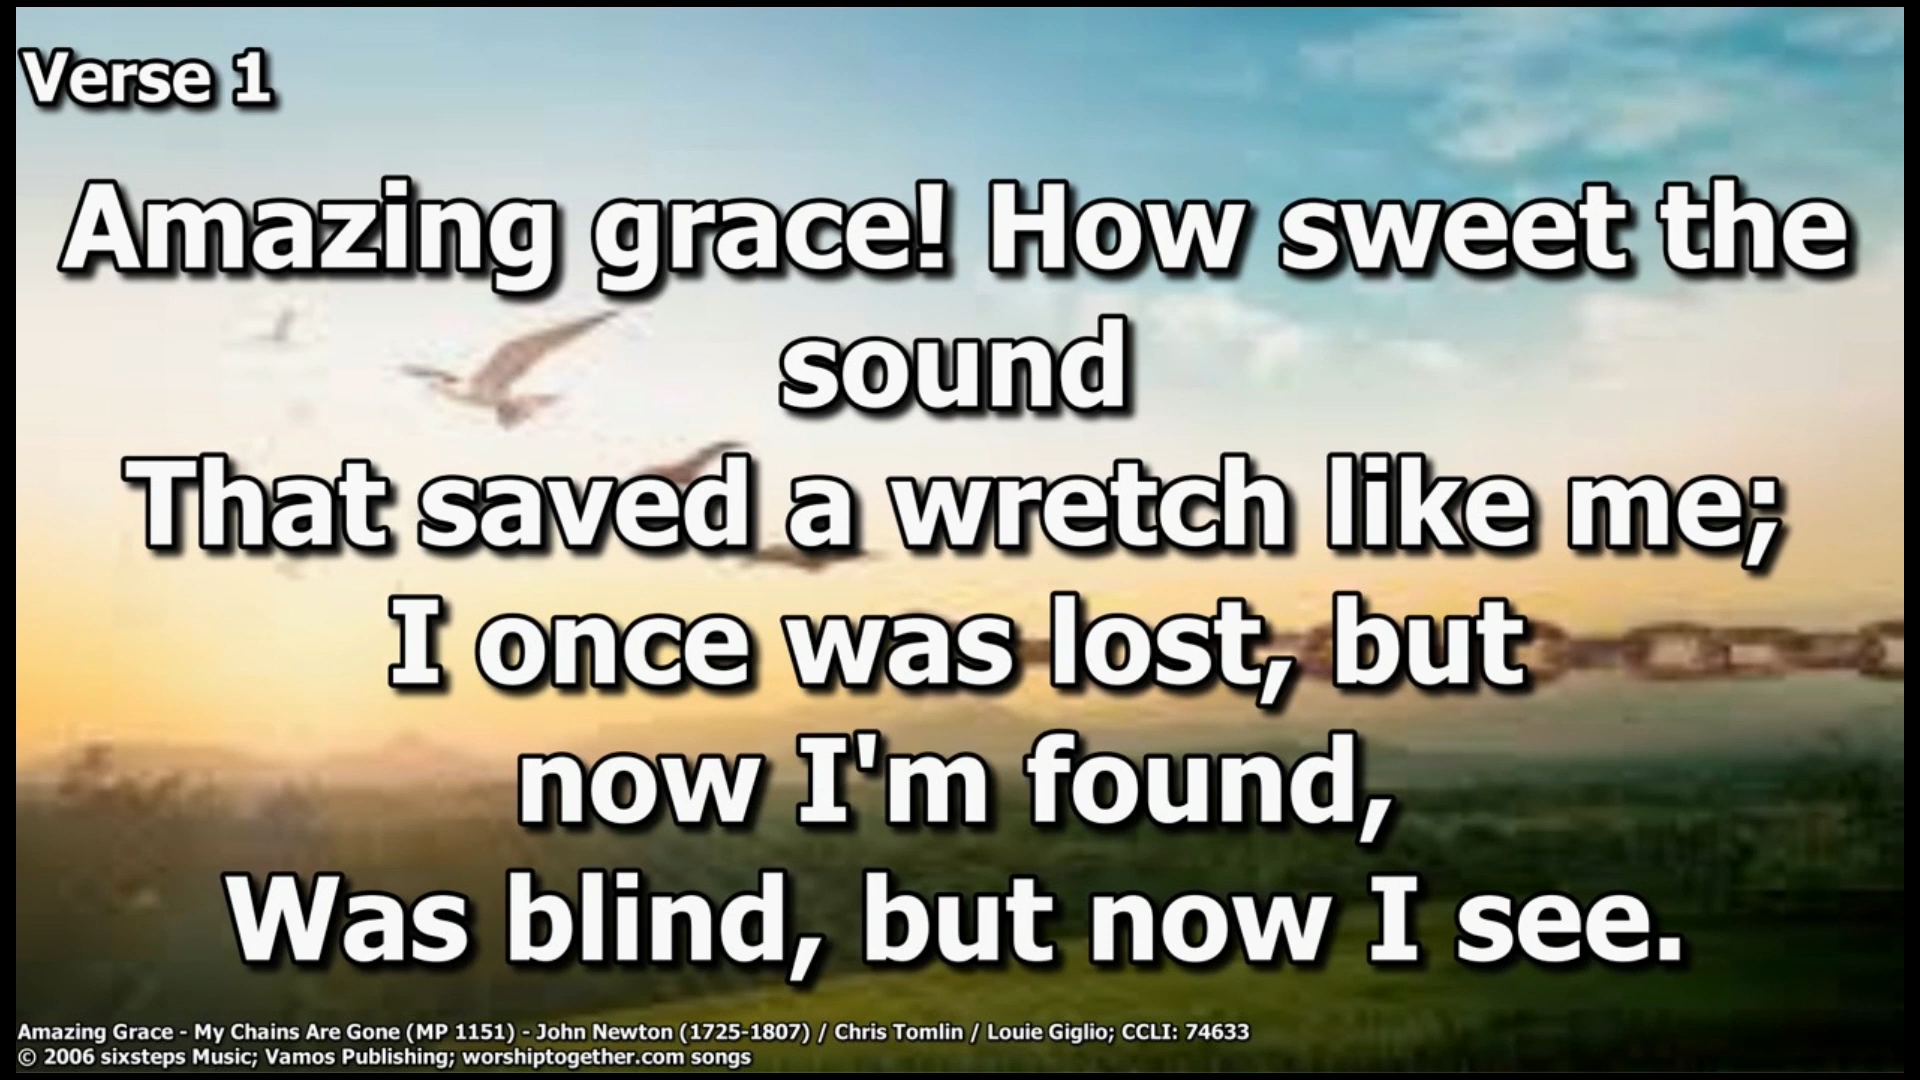 Verse 1
Amazing grace! How sweet the
sound
That saved a wretch like me;
I once was lost, but
now I'm found,
Was blind, but now I see.
Amazing Grace - My Chains Are Gone (MP 1151) - John Newton (1725-1807) / Chris Tomlin / Louie Giglio; CCLI: 74633
© 2006 sixsteps Music; Vamos Publishing; worshiptogether.com songs